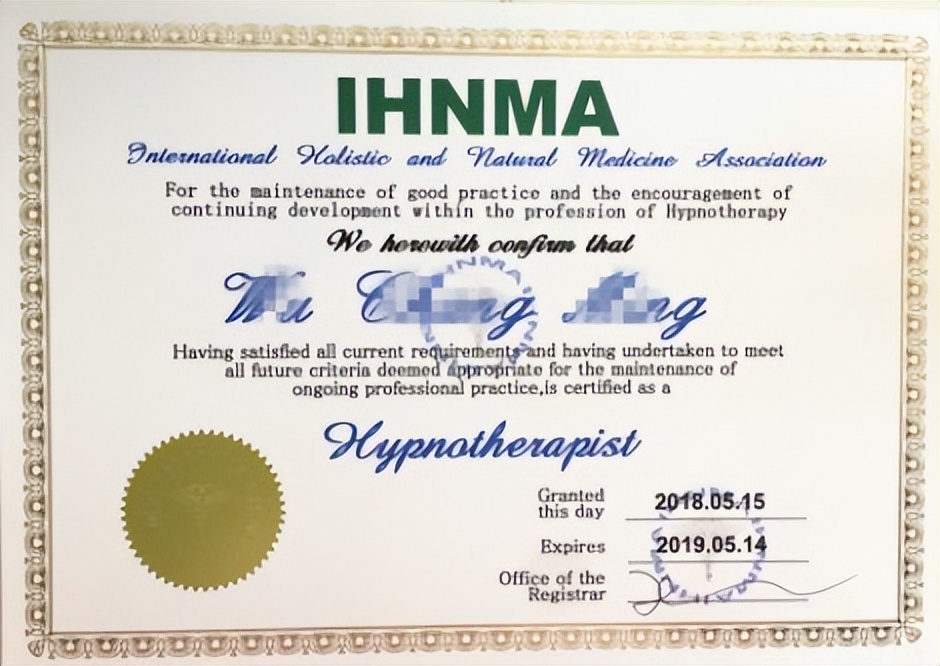 IHNMA
International Holistic and Natural Medicine Association
For the maintenance of good practice and the encouragement of
continuing development within the profession of Hypnotherapy
We herewith confirm that
Having satisfied all current requirements and having undertaken to meet
all future criteria deemed appropriate for the maintenance of
ongoing professional practice,is certified as a
Hypnotherapist
Granted
this day 2018.05.15
Expires 2019.05.14
Office of the
Registrar